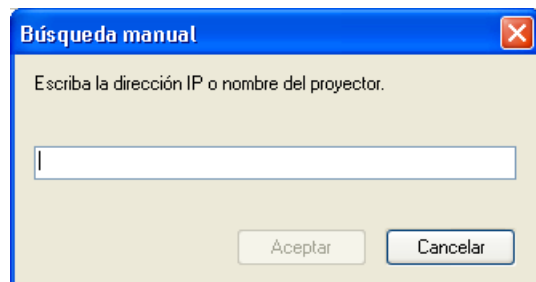 Búsqueda manual
Escriba la dirección IP o nombre del proyector.
Aceptar
Cancelar